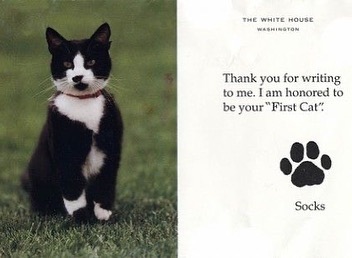 THE WHITE HOUSE
WASHINGTON
Thank you for writing
to me. I am honored to
be your "First Cat".
Socks